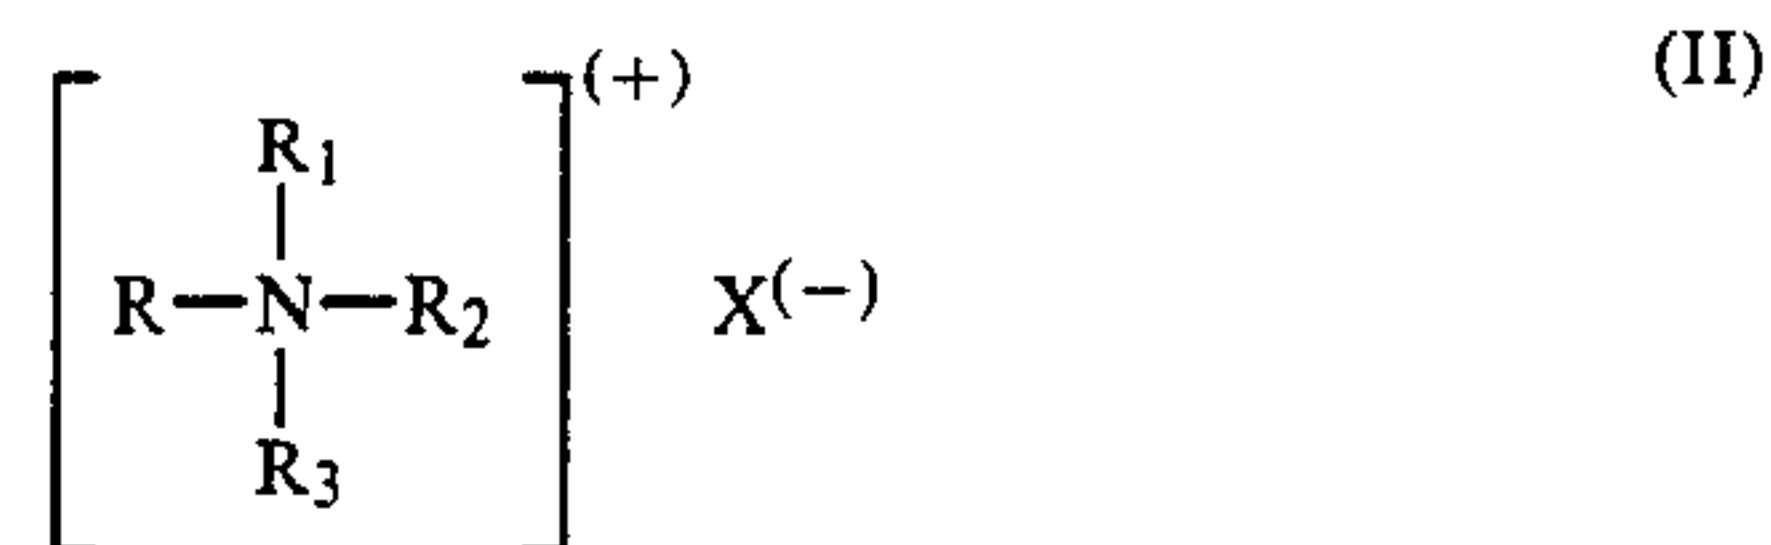 (II)
(+)
R1
R—N—R2 X(−)
R3